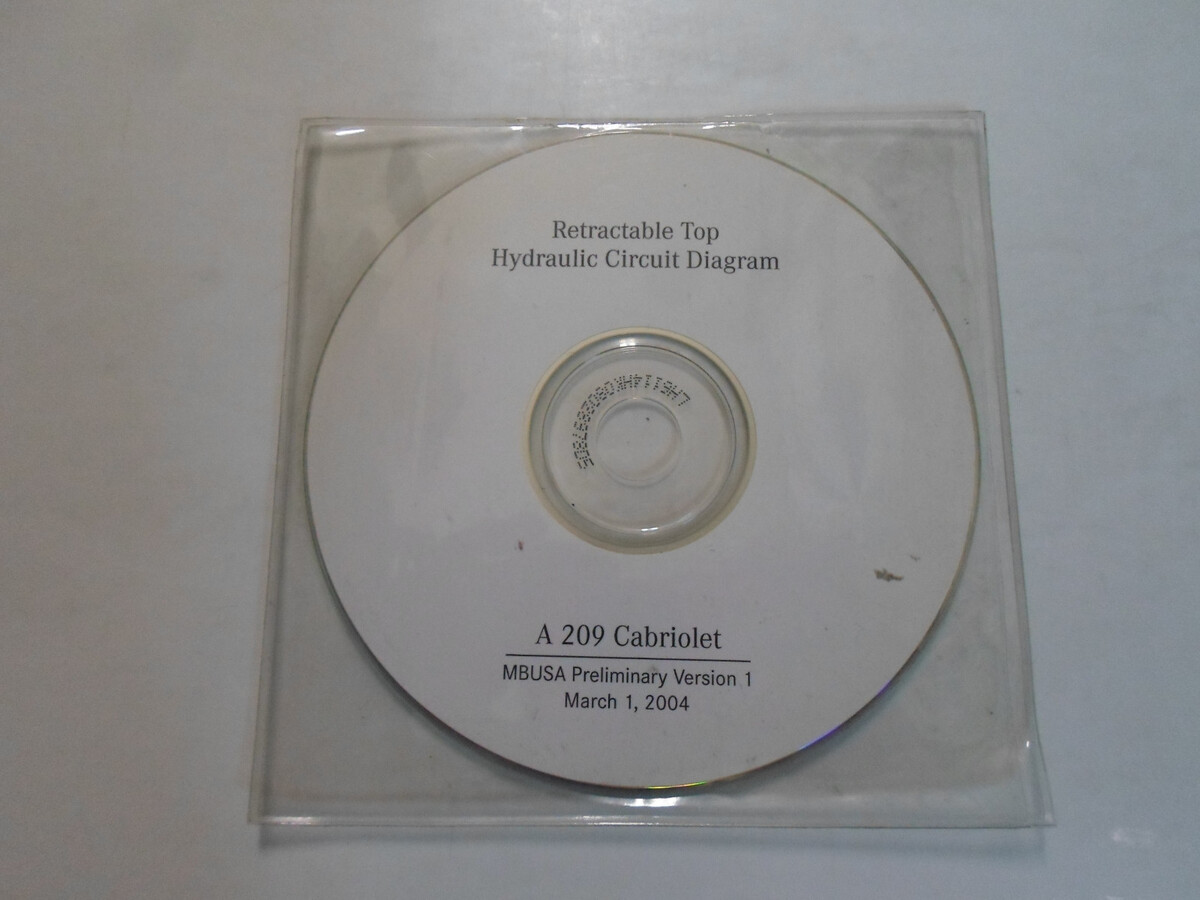 Retractable Top
Hydraulic Circuit Diagram
A 209 Cabriolet
MBUSA Preliminary Version 1
March 1, 2004